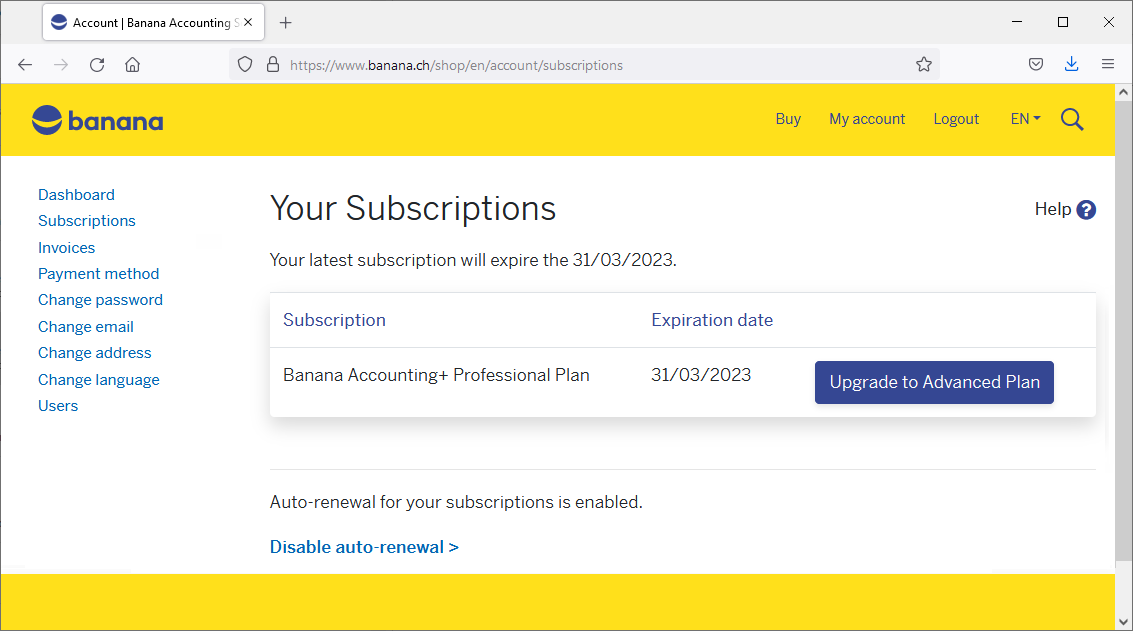 Account | Banana Accounting S
https://www.banana.ch/shop/en/account/subscriptions
banana
Buy
My account
Logout
EN
Dashboard
Subscriptions
Invoices
Payment method
Change password
Change email
Change address
Change language
Users
Your Subscriptions
Help ?
Your latest subscription will expire the 31/03/2023.
Subscription Expiration date
Banana Accounting+ Professional Plan 31/03/2023 Upgrade to Advanced Plan
Auto-renewal for your subscriptions is enabled.
Disable auto-renewal >